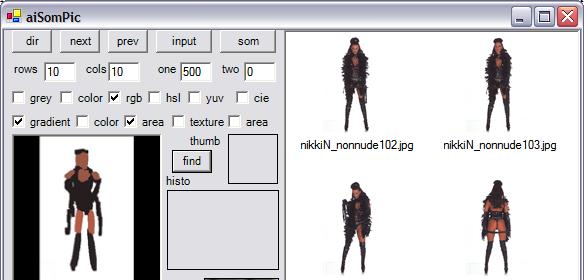 aiSomPic
dir next prev input som
rows 10 cols 10 one 500 two 0
grey color rgb hsl yuv cie
gradient color area texture area
thumb
find
histo
nikkiN_nonnude102.jpg nikkiN_nonnude103.jpg